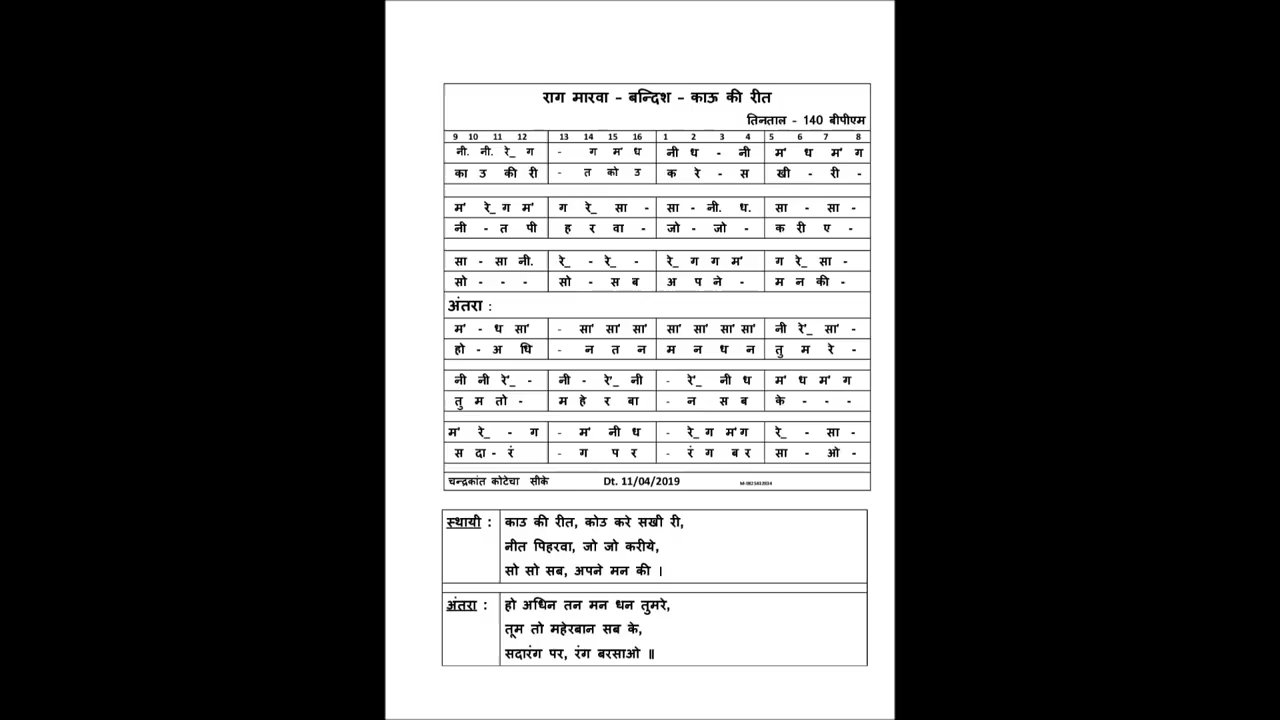 राग मारवा – बन्दिश – काऊ की रीत
तिनताल – 140 बीपीएम
9 10 11 12 13 14 15 16 1 2 3 4 5 6 7 8
नी. नी. रे_ ग - ग म' ध नी ध - नी म' ध म' ग
का उ की री - त को उ क रे - स खी - री -
म' रे_ ग म' ग रे_ सा - सा - नी. ध. सा - सा -
नी - त पी ह र वा - जो - जो - क री ए -
सा - सा नी. रे_ - रे_ - रे_ ग ग म' ग रे_ सा -
सो - - - सो - स ब अ प ने - म न की -
अंतरा :
म' - ध सा' - सा' सा' सा' सा' सा' सा' सा' नी रे'_ सा' -
हो - अ धि - न त न म न ध न तु म रे -
नी नी रे'_ - नी - रे'_ नी - रे'_ नी ध म' ध म' ग
तु म तो - म हे र बा - न स ब के - - -
म' रे_ - ग - म' नी ध - रे_ ग म'ग रे_ - सा -
स दा - रं - ग प र - रं ग ब र सा - ओ -
चन्द्रकांत कोटेचा सीके Dt. 11/04/2019
स्थायी : काउ की रीत, कोउ करे सखी री,
नीत पिहरवा, जो जो करीये,
सो सो सब, अपने मन की ।
अंतरा : हो अधिन तन मन धन तुमरे,
तूम तो महेरबान सब के,
सदारंग पर, रंग बरसाओ ॥